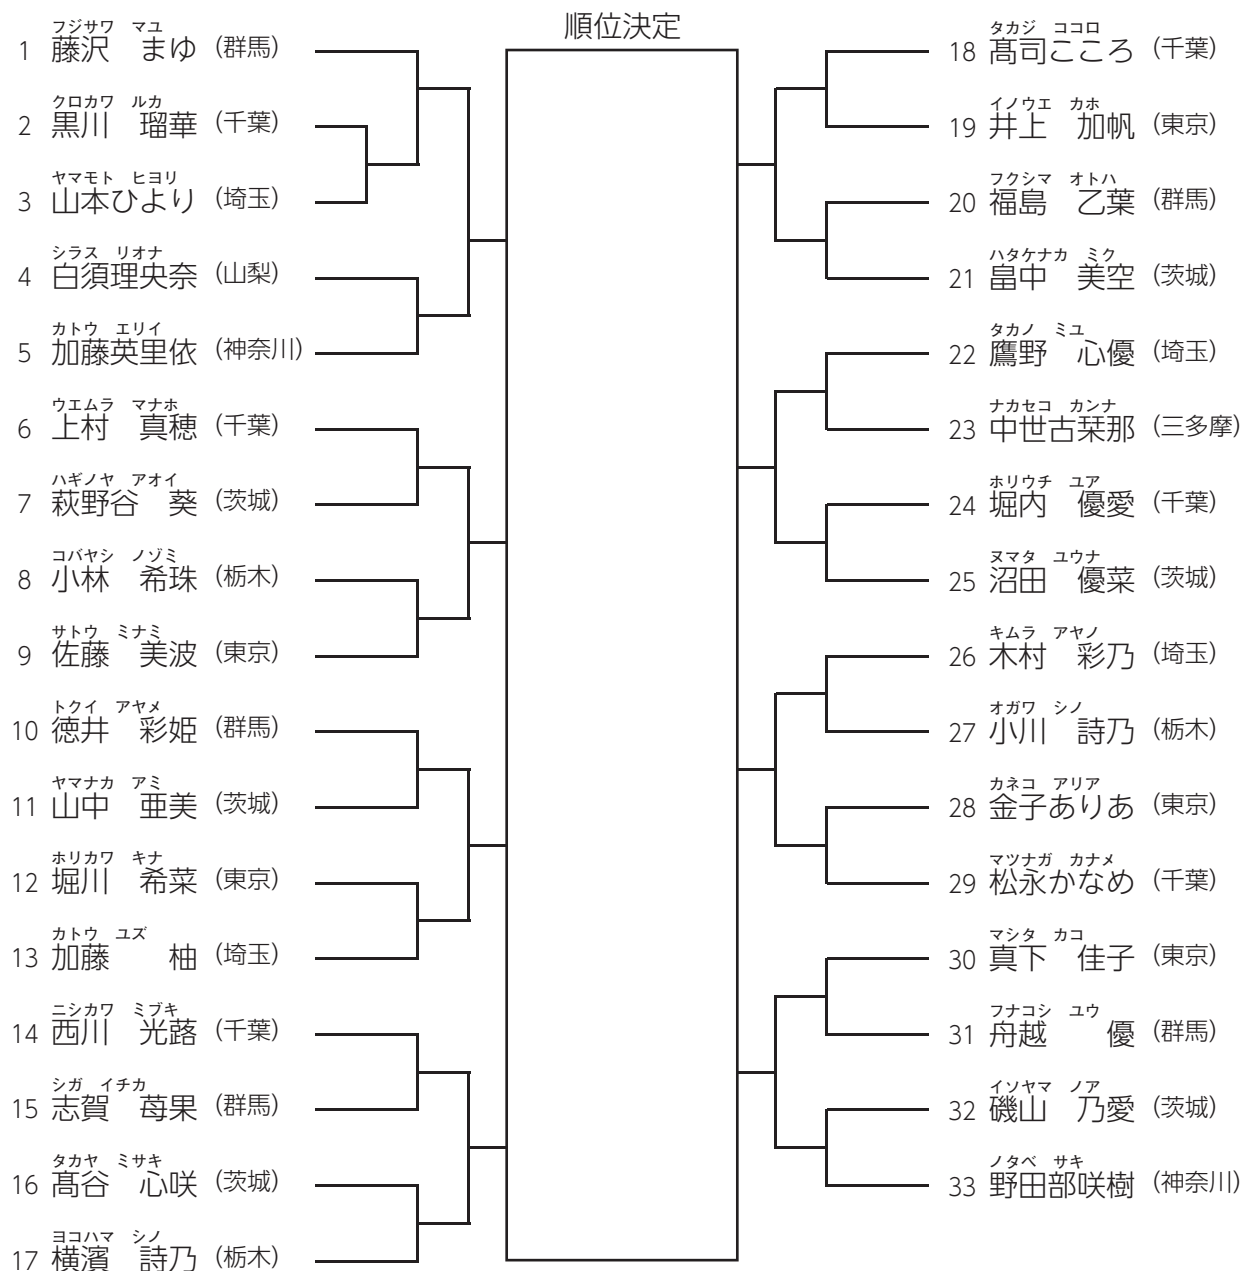 順位決定
フジサワ マユ
1 藤沢 まゆ (群馬)
クロカワ ルカ
2 黒川 瑠華 (千葉)
ヤマモト ヒヨリ
3 山本ひより (埼玉)
シラス リオナ
4 白須理央奈 (山梨)
カトウ エリイ
5 加藤英里依 (神奈川)
ウエムラ マナホ
6 上村 真穂 (千葉)
ハギノヤ アオイ
7 萩野谷 葵 (茨城)
コバヤシ ノゾミ
8 小林 希珠 (栃木)
サトウ ミナミ
9 佐藤 美波 (東京)
トクイ アヤメ
10 徳井 彩姫 (群馬)
ヤマナカ アミ
11 山中 亜美 (茨城)
ホリカワ キナ
12 堀川 希菜 (東京)
カトウ ユズ
13 加藤 柚 (埼玉)
ニシカワ ミブキ
14 西川 光蕗 (千葉)
シガ イチカ
15 志賀 苺果 (群馬)
タカヤ ミサキ
16 髙谷 心咲 (茨城)
ヨコハマ シノ
17 横濱 詩乃 (栃木)
タカジ ココロ
18 髙司こころ (千葉)
イノウエ カホ
19 井上 加帆 (東京)
フクシマ オトハ
20 福島 乙葉 (群馬)
ハタケナカ ミク
21 畠中 美空 (茨城)
タカノ ミユ
22 鷹野 心優 (埼玉)
ナカセコ カンナ
23 中世古栞那 (三多摩)
ホリウチ ユア
24 堀内 優愛 (千葉)
ヌマタ ユウナ
25 沼田 優菜 (茨城)
キムラ アヤノ
26 木村 彩乃 (埼玉)
オガワ シノ
27 小川 詩乃 (栃木)
カネコ アリア
28 金子ありあ (東京)
マツナガ カナメ
29 松永かなめ (千葉)
マシタ カコ
30 真下 佳子 (東京)
フナコシ ユウ
31 舟越 優 (群馬)
イソヤマ ノア
32 磯山 乃愛 (茨城)
ノタベ サキ
33 野田部咲樹 (神奈川)